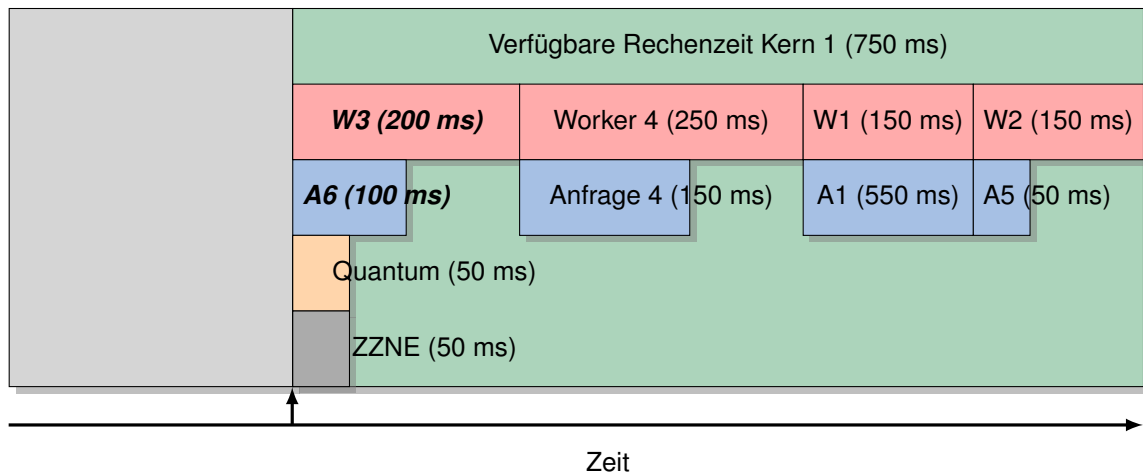 Verfügbare Rechenzeit Kern 1 (750 ms)
W3 (200 ms) Worker 4 (250 ms) W1 (150 ms) W2 (150 ms)
A6 (100 ms) Anfrage 4 (150 ms) A1 (550 ms) A5 (50 ms)
Quantum (50 ms)
ZZNE (50 ms)
Zeit